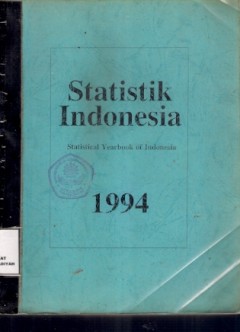 Statistik
Indonesia
Statistical Yearbook of Indonesia
1994